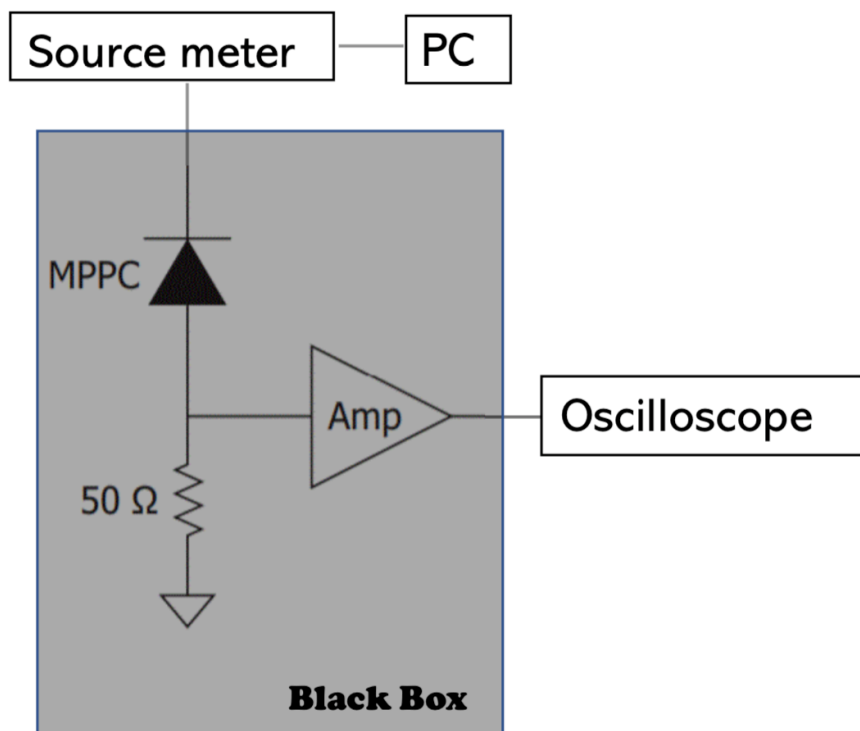 Source meter
PC
MPPC
Amp
Oscilloscope
50 Ω
Black Box